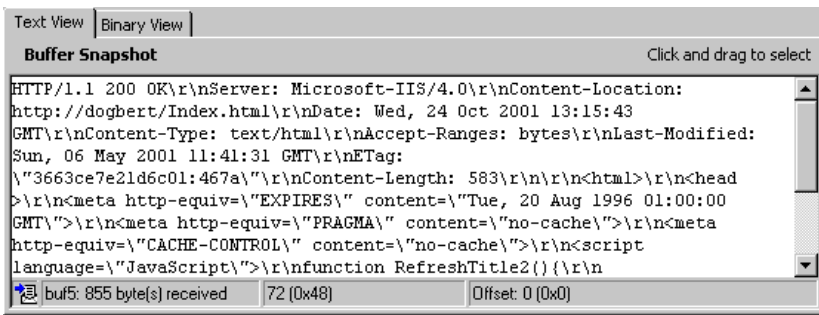 Text View Binary View
Buffer Snapshot Click and drag to select
HTTP/1.1 200 OK\r\nServer: Microsoft-IIS/4.0\r\nContent-Location:
http://dogbert/Index.html\r\nDate: Wed, 24 Oct 2001 13:15:43
GMT\r\nContent-Type: text/html\r\nAccept-Ranges: bytes\r\nLast-Modified:
Sun, 06 May 2001 11:41:31 GMT\r\nETag:
\"3663ce7e21d6c01:467a\"\r\nContent-Length: 583\r\n\r\n<html>\r\n<head
>\r\n<meta http-equiv=\"EXPIRES\" content=\"Tue, 20 Aug 1996 01:00:00
GMT\">\r\n<meta http-equiv=\"PRAGMA\" content=\"no-cache\">\r\n<meta
http-equiv=\"CACHE-CONTROL\" content=\"no-cache\">\r\n<script
language=\"JavaScript\">\r\nfunction RefreshTitle2(){\r\n
buf5: 855 byte(s) received 72 (0x48) Offset: 0 (0x0)